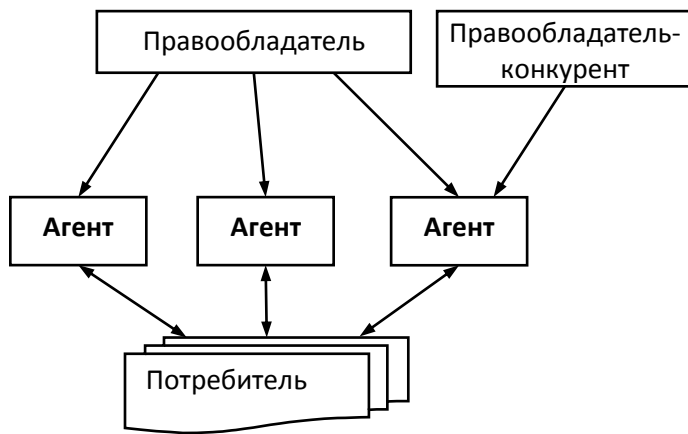 Правообладатель
Правообладатель-
конкурент
Агент
Агент
Агент
Потребитель